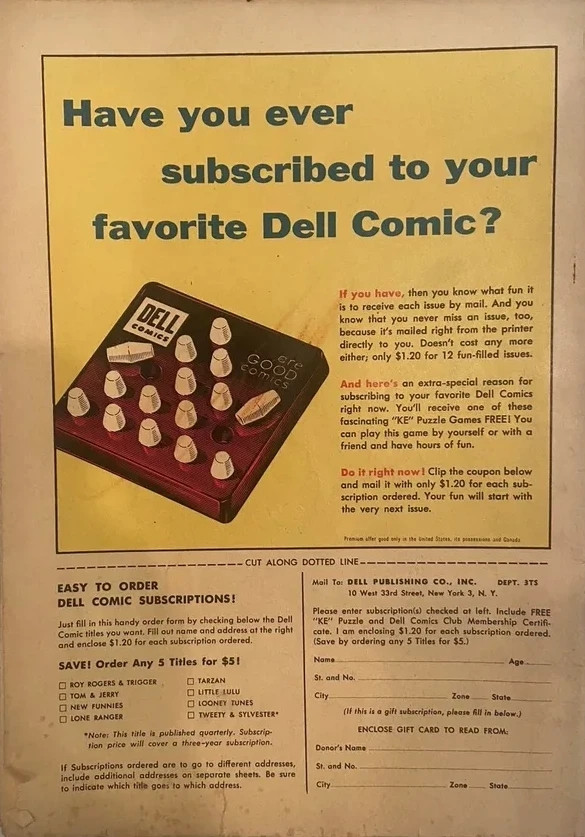 Have you ever
subscribed to your
favorite Dell Comic?
DELL
COMICS
are
GOOD
comics
If you have, then you know what fun it
is to receive each issue by mail. And you
know that you never miss an issue, too,
because it's mailed right from the printer
directly to you. Doesn't cost any more
either; only $1.20 for 12 fun-filled issues.
And here's an extra-special reason for
subscribing to your favorite Dell Comics
right now. You'll receive one of these
fascinating "KE" Puzzle Games FREE! You
can play this game by yourself or with a
friend and have hours of fun.
Do it right now! Clip the coupon below
and mail it with only $1.20 for each sub-
scription ordered. Your fun will start with
the very next issue.
Premium offer good only in the United States, its possessions and Canada
CUT ALONG DOTTED LINE
EASY TO ORDER
DELL COMIC SUBSCRIPTIONS!
Just fill in this handy order form by checking below the Dell
Comic titles you want. Fill out name and address at the right
and enclose $1.20 for each subscription ordered.
SAVE! Order Any 5 Titles for $5!
☐ ROY ROGERS & TRIGGER
☐ TOM & JERRY
☐ NEW FUNNIES
☐ LONE RANGER
☐ TARZAN
☐ LITTLE LULU
☐ LOONEY TUNES
☐ TWEETY & SYLVESTER*
*Note: This title is published quarterly. Subscrip-
tion price will cover a three-year subscription.
If Subscriptions ordered are to go to different addresses,
include additional addresses on separate sheets. Be sure
to indicate which title goes to which address.
Mail To: DELL PUBLISHING CO., INC. DEPT. 3TS
10 West 33rd Street, New York 3, N. Y.
Please enter subscription(s) checked at left. Include FREE
"KE" Puzzle and Dell Comics Club Membership Certifi-
cate. I am enclosing $1.20 for each subscription ordered.
(Save by ordering any 5 Titles for $5.)
Name Age
St. and No.
City Zone State
(If this is a gift subscription, please fill in below.)
ENCLOSE GIFT CARD TO READ FROM:
Donor's Name
St. and No.
City Zone State